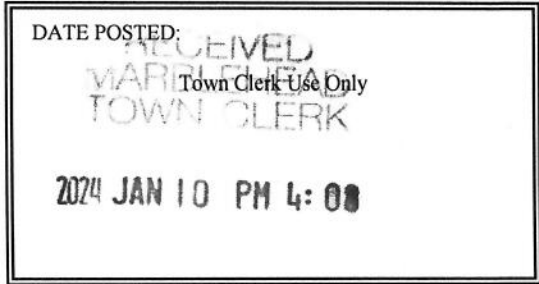 DATE POSTED:
RECEIVED
MARBLEHEAD
Town Clerk Use Only
TOWN CLERK
2024 JAN 10 PM 4: 08